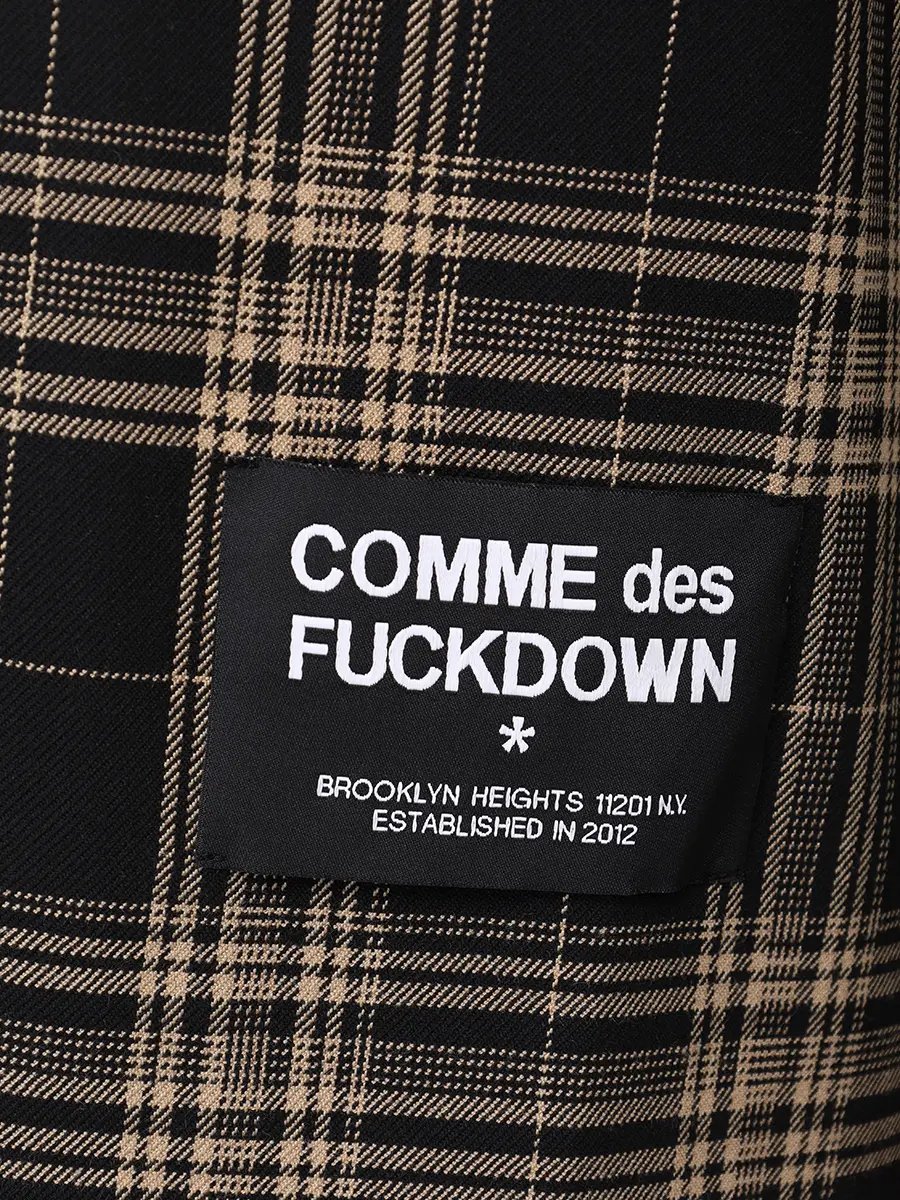 COMME des
FUCKDOWN
*
BROOKLYN HEIGHTS 11201 N.Y.
ESTABLISHED IN 2012